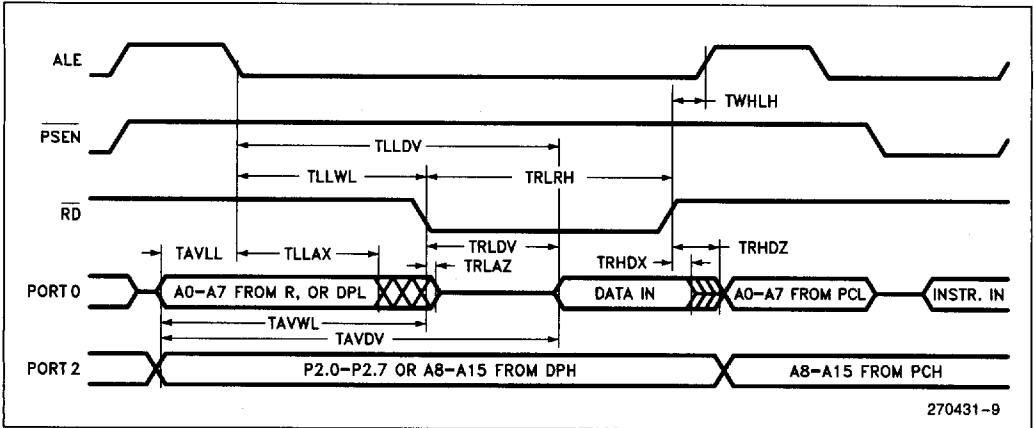 ALE
TWHLH
PSEN
TLLDV
TLLWL
TRLRH
RD
TAVLL
TLLAX
TRLDV
TRLAZ
TRHDX
TRHDZ
PORT 0
A0–A7 FROM R, OR DPL
DATA IN
A0–A7 FROM PCL
INSTR. IN
TAVWL
TAVDV
PORT 2
P2.0–P2.7 OR A8–A15 FROM DPH
A8–A15 FROM PCH
270431–9